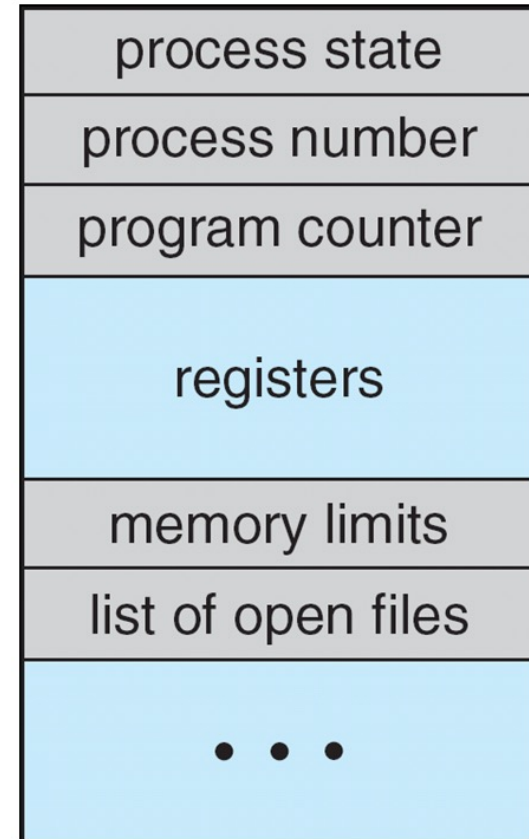 process state
process number
program counter
registers
memory limits
list of open files
• • •